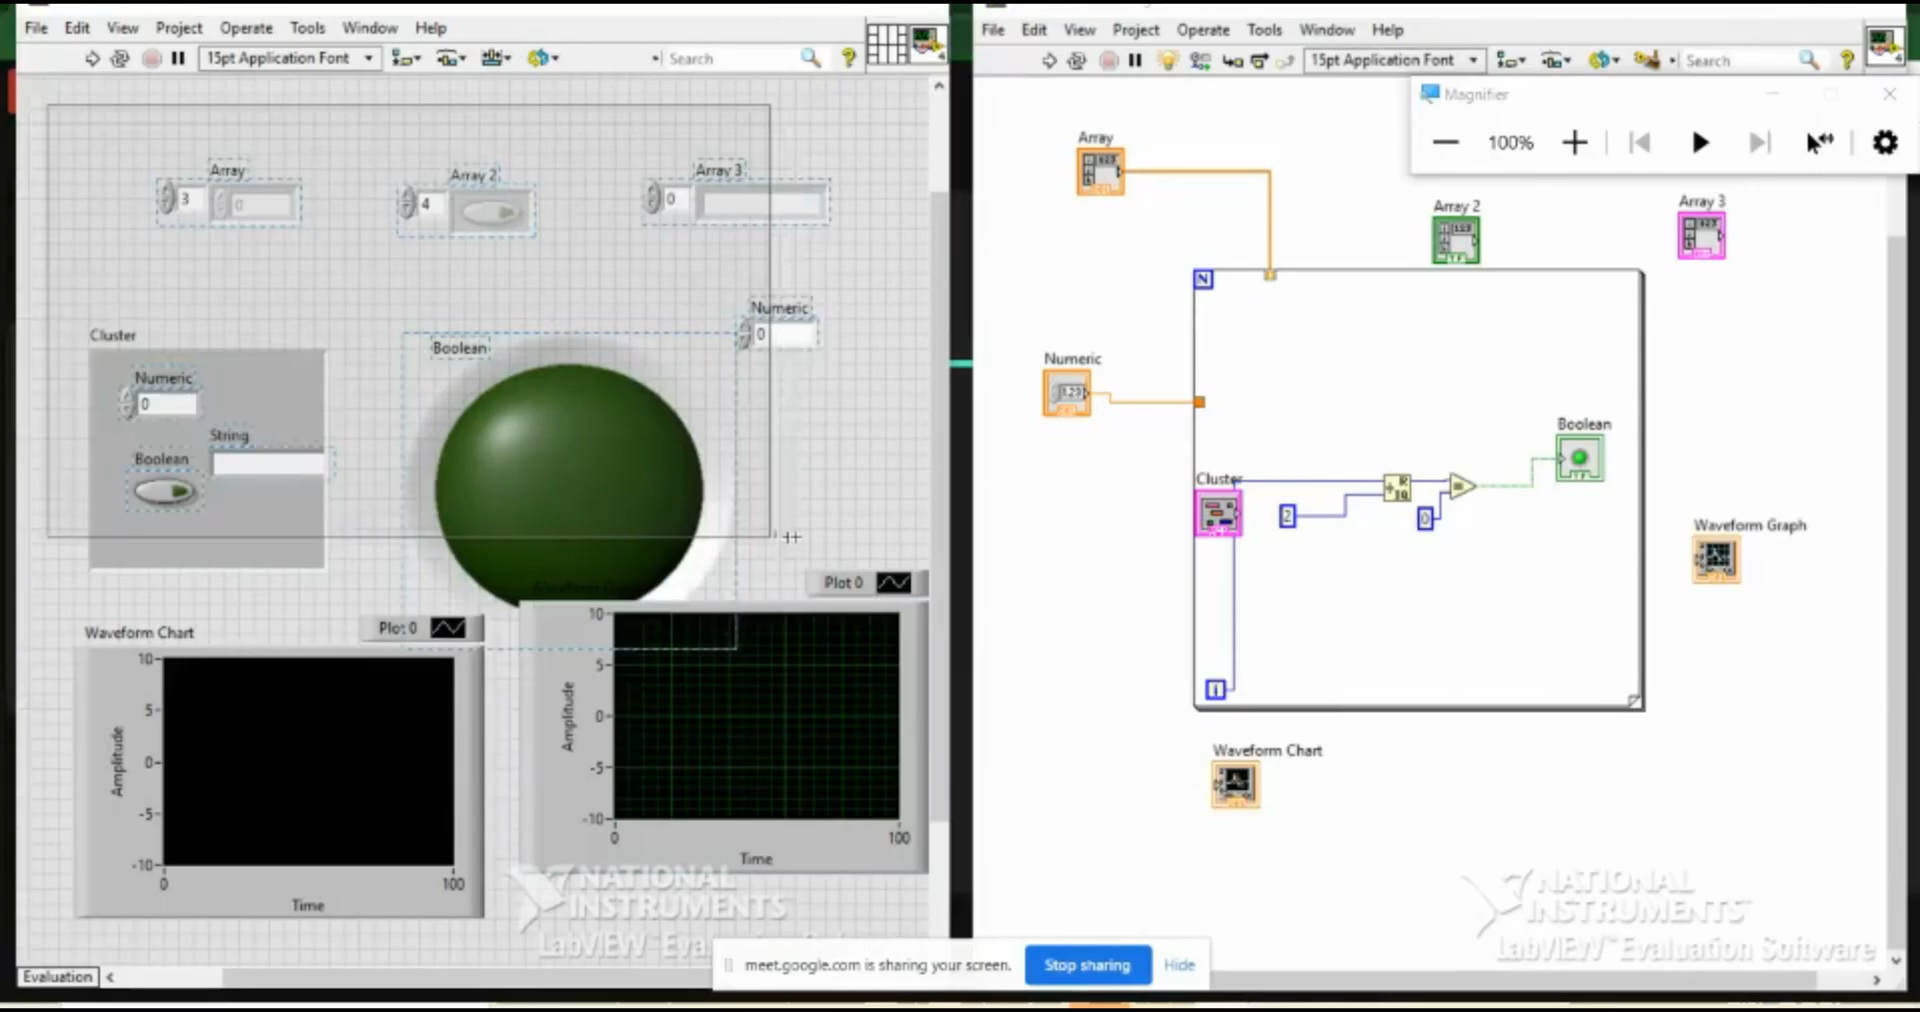 File Edit View Project Operate Tools Window Help
15pt Application Font
Search
4
Array
3
0
Array 2
4
Array 3
0
Numeric
0
Cluster
Numeric
0
String
Boolean
Boolean
Plot 0
Waveform Chart
Amplitude
10
5
0
-5
-10
0
100
Time
Plot 0
Amplitude
10
5
0
-5
-10
0
100
Time
NATIONAL
INSTRUMENTS
Evaluation
File Edit View Project Operate Tools Window Help
15pt Application Font
Search
4
Magnifier
100%
Array
Array 2
Array 3
N
Numeric
Boolean
Cluster
2
R
IQ
=
0
Waveform Graph
i
Waveform Chart
NATIONAL
INSTRUMENTS™
LabVIEW™ Evaluation Software
meet.google.com is sharing your screen.
Stop sharing
Hide